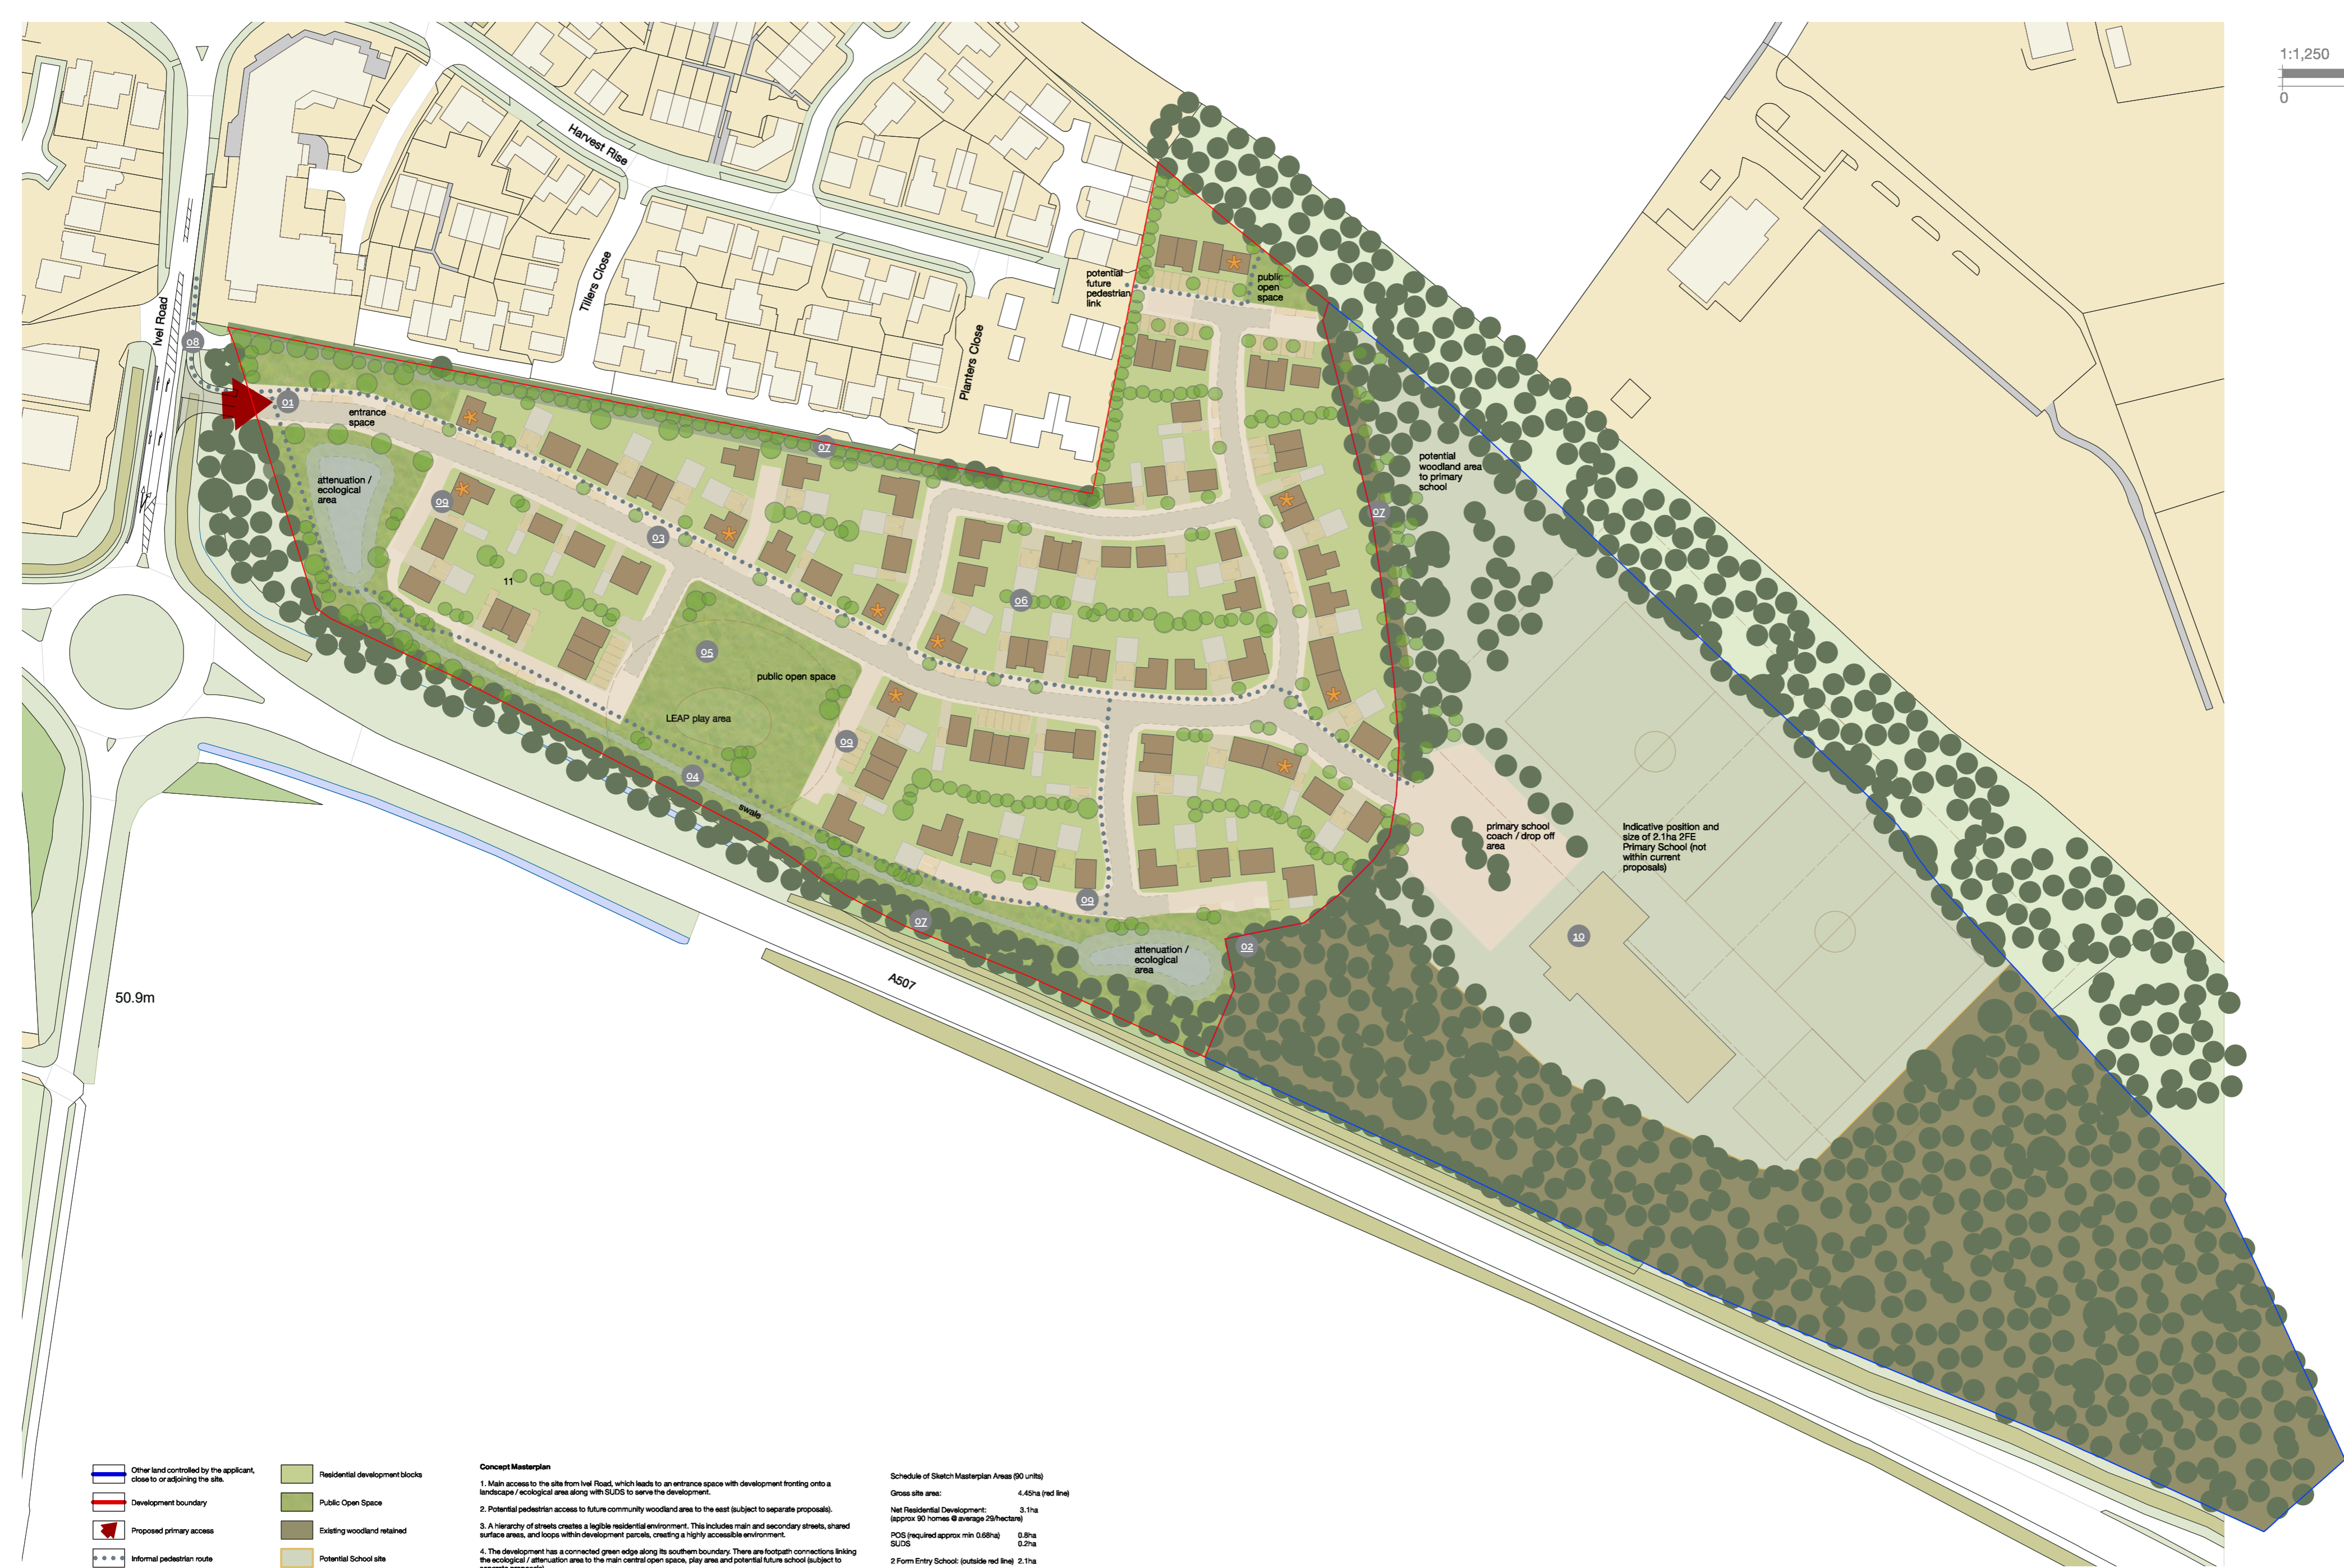 1:1,250
0
Harvest Rise
Tillers Close
Ivel Road
Planters Close
potential
future
pedestrian
link
public
open
space
08
01
entrance
space
07
attenuation /
ecological
area
09
03
11
06
potential
woodland area
to primary
school
07
05
public open space
LEAP play area
09
04
swale
primary school
coach / drop off
area
Indicative position and
size of 2.1ha 2FE
Primary School (not
within current
proposals)
09
07
02
10
attenuation /
ecological
area
A507
50.9m
Other land controlled by the applicant,
close to or adjoining the site.
Development boundary
Proposed primary access
Informal pedestrian route
Residential development blocks
Public Open Space
Existing woodland retained
Potential School site
Concept Masterplan
1. Main access to the site from Ivel Road, which leads to an entrance space with development fronting onto a
landscape / ecological area along with SUDS to serve the development.
2. Potential pedestrian access to future community woodland area to the east (subject to separate proposals).
3. A hierarchy of streets creates a legible residential environment. This includes main and secondary streets, shared
surface areas, and loops within development parcels, creating a highly accessible environment.
4. The development has a connected green edge along its southern boundary. There are footpath connections linking
the ecological / attenuation area to the main central open space, play area and potential future school (subject to
Schedule of Sketch Masterplan Areas (90 units)
Gross site area: 4.45ha (red line)
Net Residential Development: 3.1ha
(approx 90 homes @ average 29/hectare)
POS (required approx min 0.68ha) 0.8ha
SUDS 0.2ha
2 Form Entry School: (outside red line) 2.1ha